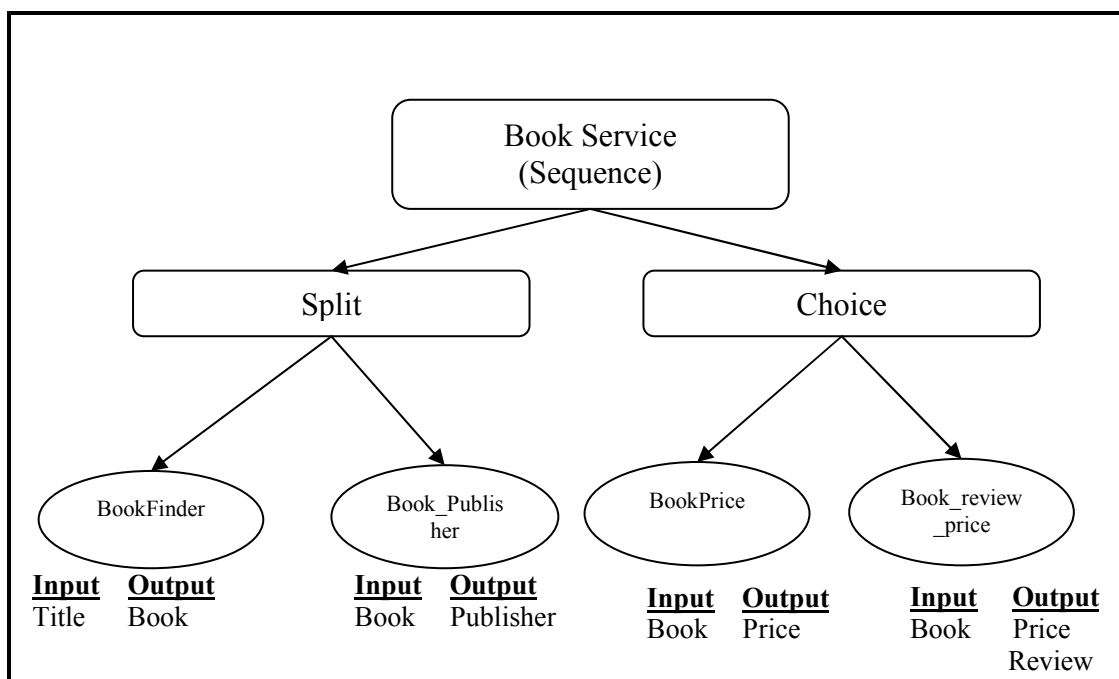 Book Service
(Sequence)
Split
Choice
BookFinder
Book_Publis
her
BookPrice
Book_review
_price
Input Output
Title Book
Input Output
Book Publisher
Input Output
Book Price
Input Output
Book Price
Review